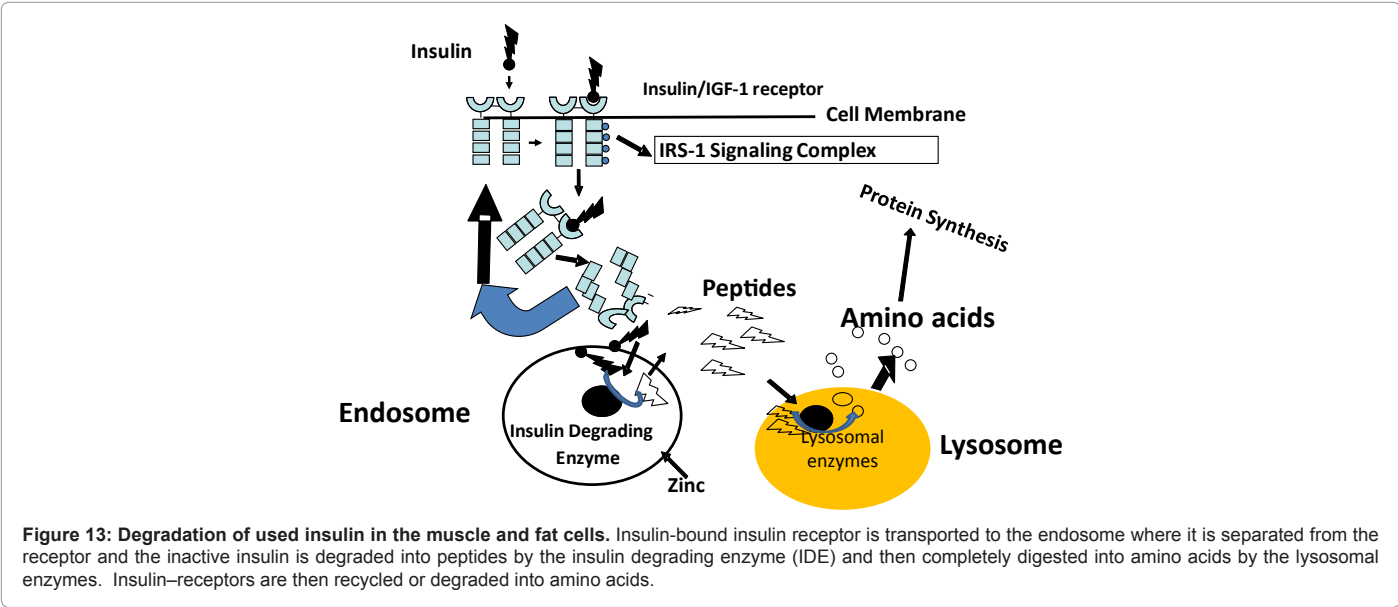 Insulin
Insulin/IGF-1 receptor
Cell Membrane
IRS-1 Signaling Complex
Protein Synthesis
Peptides
Amino acids
Endosome
Insulin Degrading
Enzyme
Zinc
Lysosomal
enzymes
Lysosome
Figure 13: Degradation of used insulin in the muscle and fat cells. Insulin-bound insulin receptor is transported to the endosome where it is separated from the
receptor and the inactive insulin is degraded into peptides by the insulin degrading enzyme (IDE) and then completely digested into amino acids by the lysosomal
enzymes. Insulin–receptors are then recycled or degraded into amino acids.